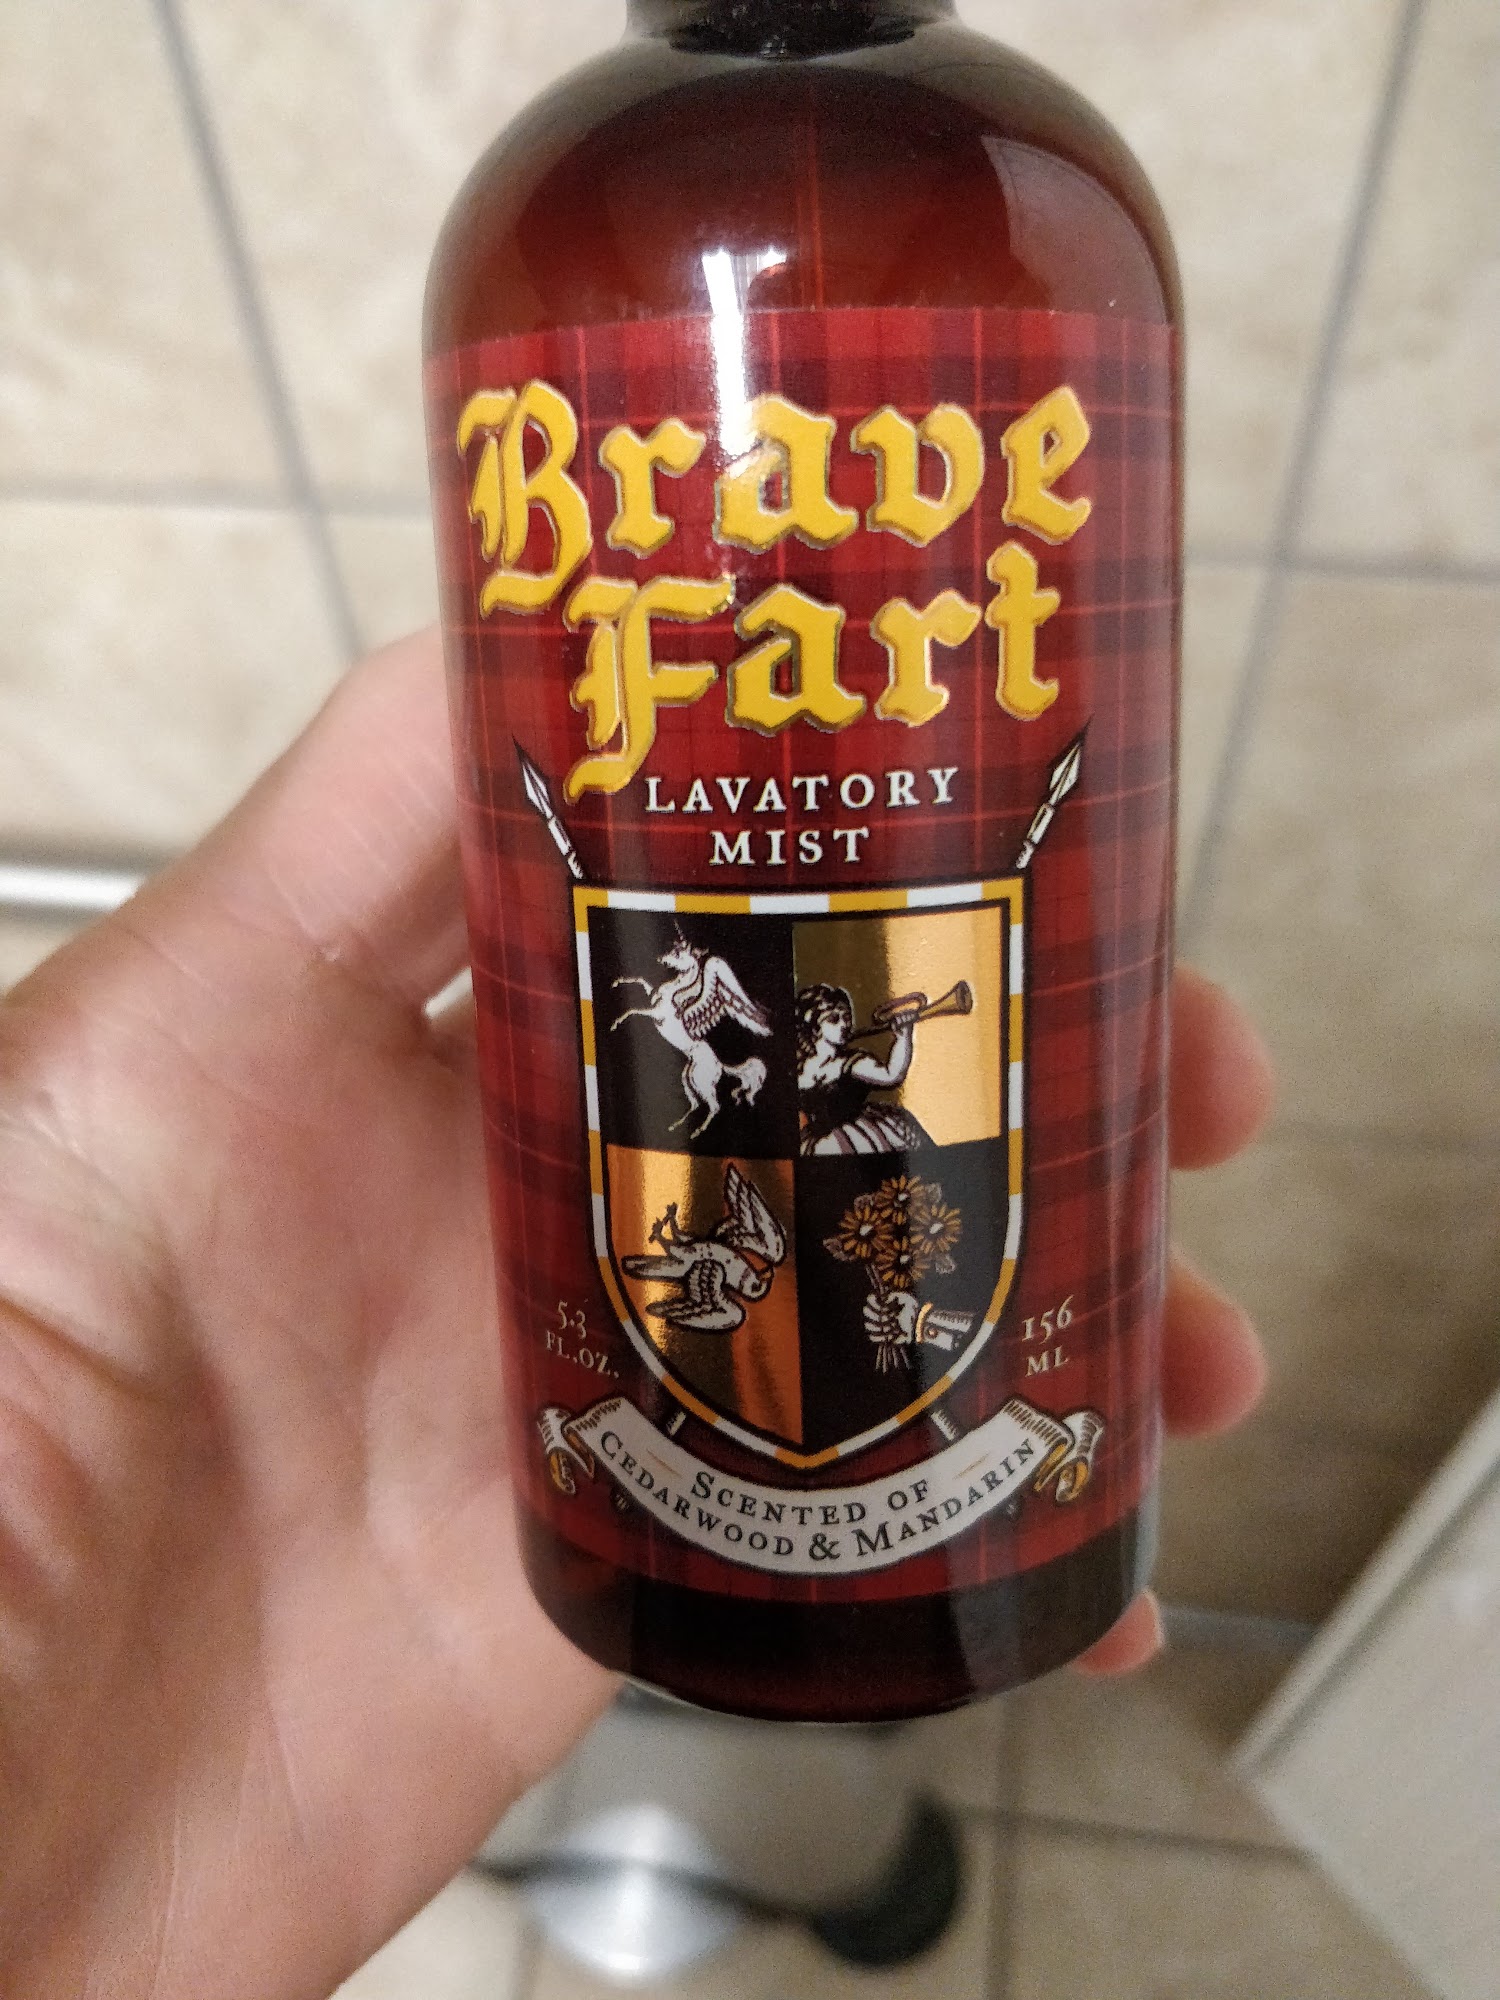 Brave
Fart
LAVATORY
MIST
5.3
FL.OZ.
156
ML
SCENTED OF
CEDARWOOD & MANDARIN